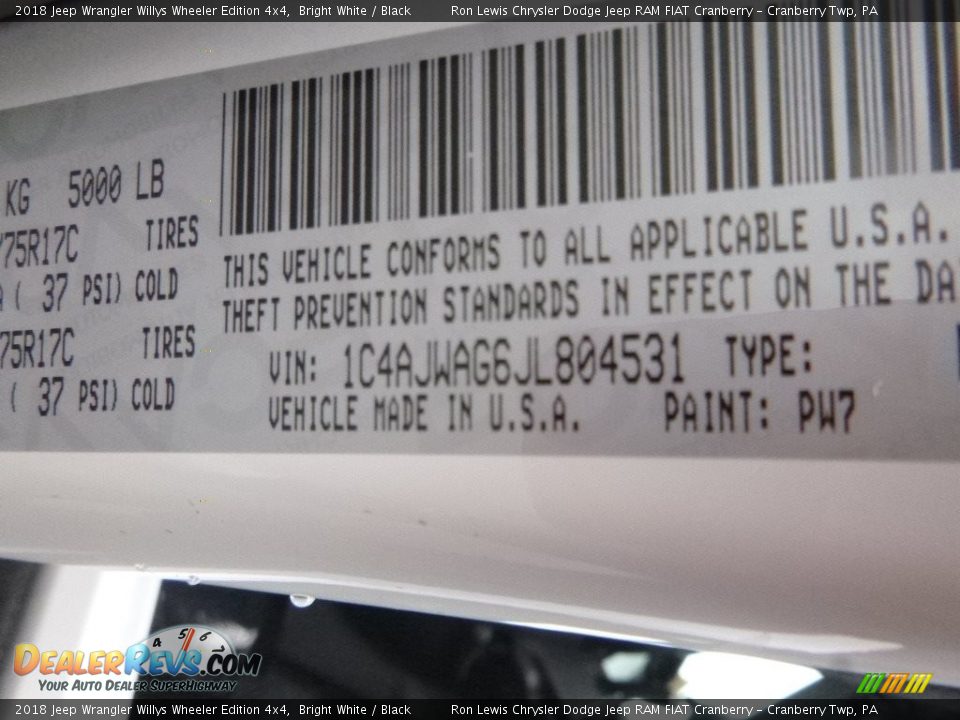 2018 Jeep Wrangler Willys Wheeler Edition 4x4, Bright White / Black Ron Lewis Chrysler Dodge Jeep RAM FIAT Cranberry – Cranberry Twp, PA
KG 5000 LB
75R17C TIRES
( 37 PSI) COLD
75R17C TIRES
( 37 PSI) COLD
THIS VEHICLE CONFORMS TO ALL APPLICABLE U.S.A.
THEFT PREVENTION STANDARDS IN EFFECT ON THE DA
VIN: 1C4AJWAG6JL804531 TYPE:
VEHICLE MADE IN U.S.A. PAINT: PW7
4 5 6
DEALERREVS.COM
YOUR AUTO DEALER SUPERHIGHWAY
2018 Jeep Wrangler Willys Wheeler Edition 4x4, Bright White / Black Ron Lewis Chrysler Dodge Jeep RAM FIAT Cranberry – Cranberry Twp, PA